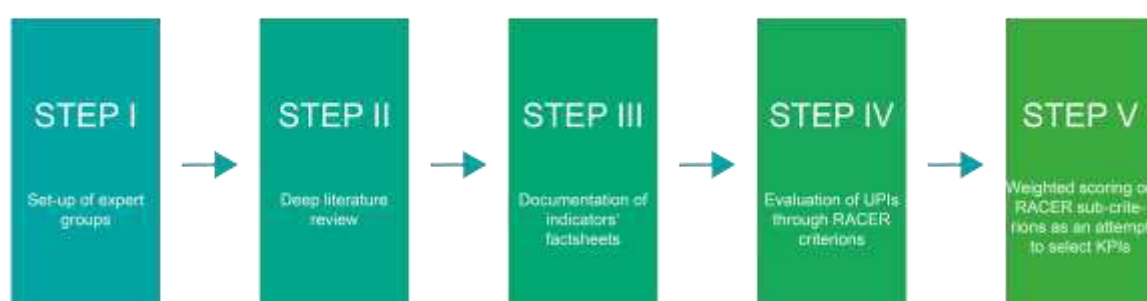 STEP I
Set-up of expert
groups
STEP II
Deep literature
review
STEP III
Documentation of
indicators'
factsheets
STEP IV
Evaluation of UPIs
through RACER
criterions
STEP V
Weighted scoring o
RACER sub-crite-
rions as an attemp
to select KPIs